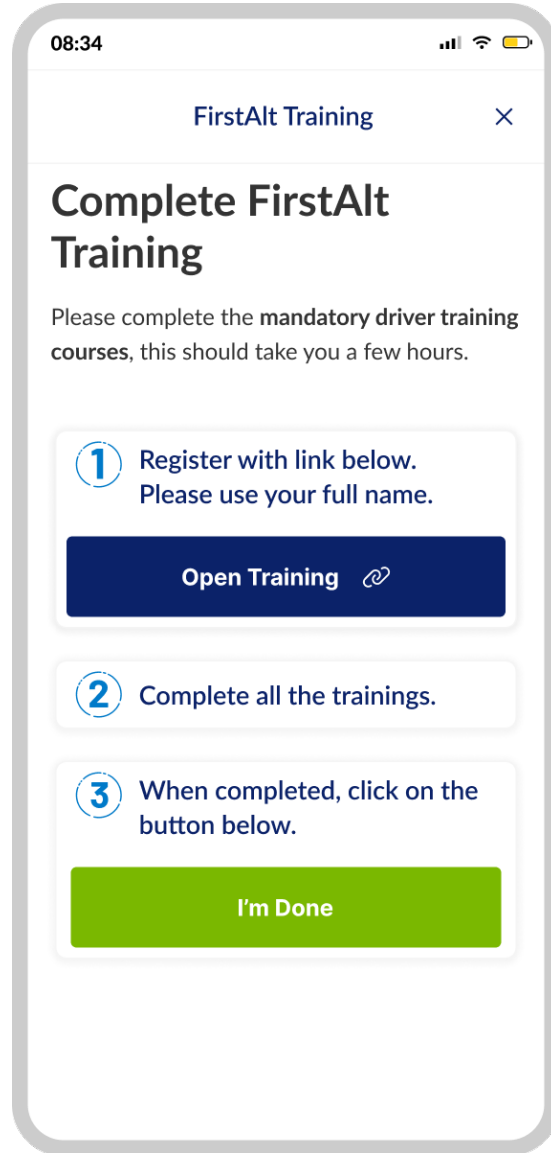 08:34
FirstAlt Training
Complete FirstAlt
Training
Please complete the mandatory driver training
courses, this should take you a few hours.
1
Register with link below.
Please use your full name.
Open Training
2
Complete all the trainings.
3
When completed, click on the
button below.
I'm Done